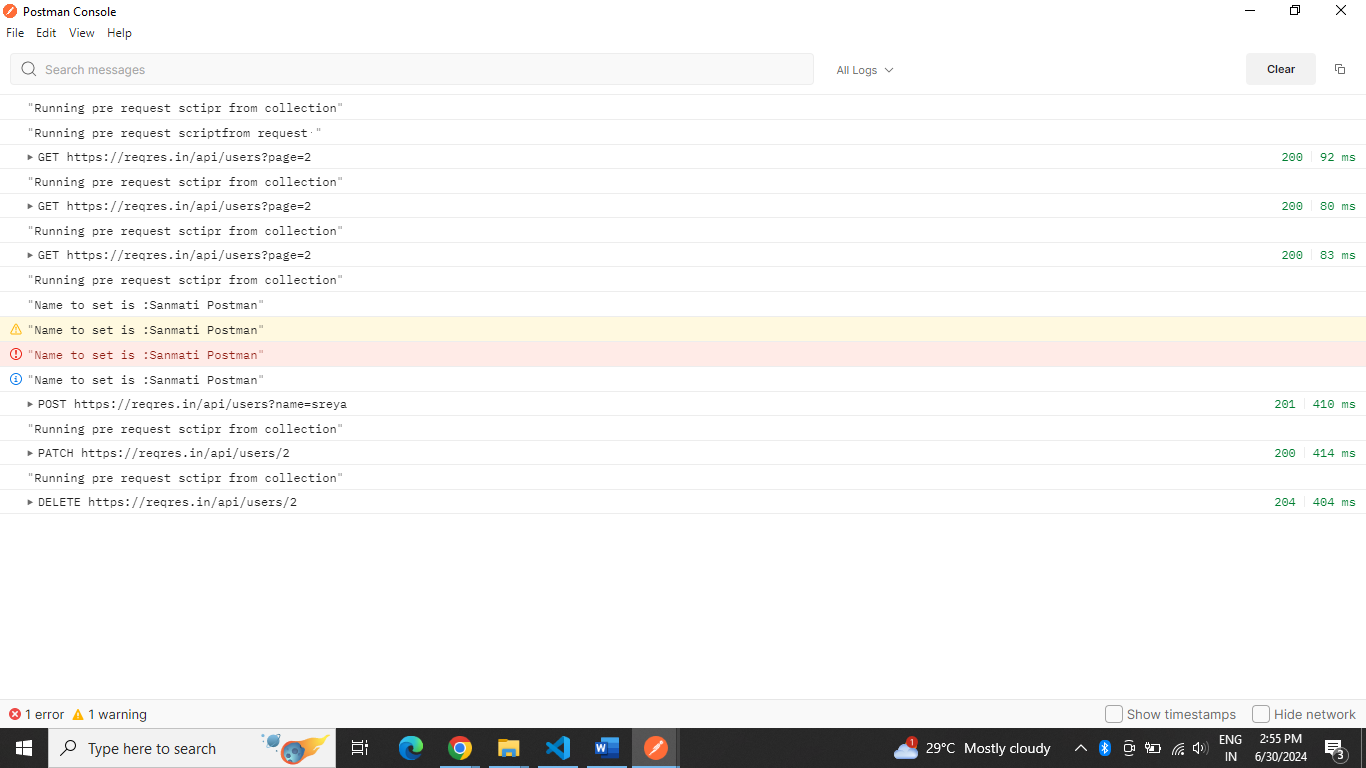 Postman Console
File Edit View Help
Search messages All Logs Clear
"Running pre request sctipr from collection"
"Running pre request scriptfrom request·"
GET https://reqres.in/api/users?page=2 200 92 ms
"Running pre request sctipr from collection"
GET https://reqres.in/api/users?page=2 200 80 ms
"Running pre request sctipr from collection"
GET https://reqres.in/api/users?page=2 200 83 ms
"Running pre request sctipr from collection"
"Name to set is :Sanmati Postman"
"Name to set is :Sanmati Postman"
"Name to set is :Sanmati Postman"
"Name to set is :Sanmati Postman"
POST https://reqres.in/api/users?name=sreya 201 410 ms
"Running pre request sctipr from collection"
PATCH https://reqres.in/api/users/2 200 414 ms
"Running pre request sctipr from collection"
DELETE https://reqres.in/api/users/2 204 404 ms
1 error 1 warning Show timestamps Hide network
Type here to search 1 29°C Mostly cloudy ENG IN 2:55 PM 6/30/2024 3